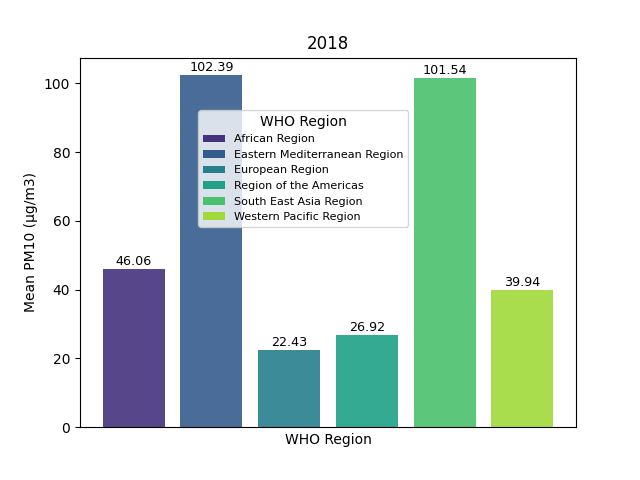 2018
102.39
101.54
46.06
22.43
26.92
39.94
WHO Region
African Region
Eastern Mediterranean Region
European Region
Region of the Americas
South East Asia Region
Western Pacific Region
Mean PM10 (μg/m3)
100
80
60
40
20
0
WHO Region